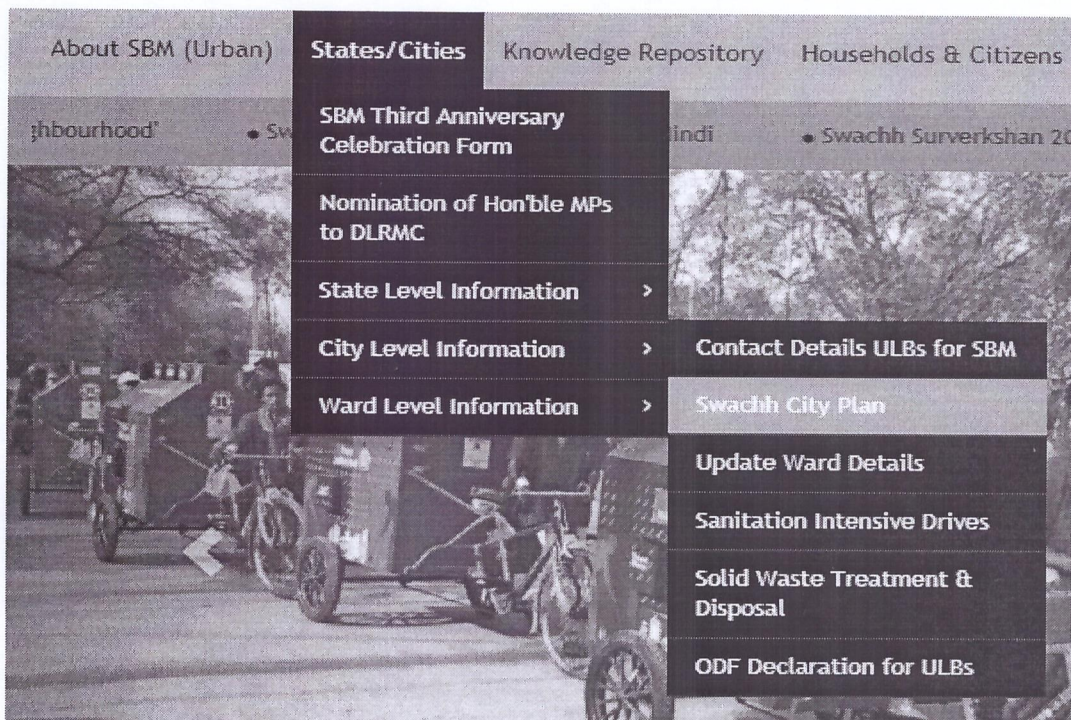 About SBM (Urban) States/Cities Knowledge Repository Households & Citizens
ghbourhood' • Sw indi • Swachh Surverkshan 20
SBM Third Anniversary
Celebration Form
Nomination of Hon'ble MPs
to DLRMC
State Level Information >
City Level Information >
Ward Level Information >
Contact Details ULBs for SBM
Swachh City Plan
Update Ward Details
Sanitation Intensive Drives
Solid Waste Treatment &
Disposal
ODF Declaration for ULBs